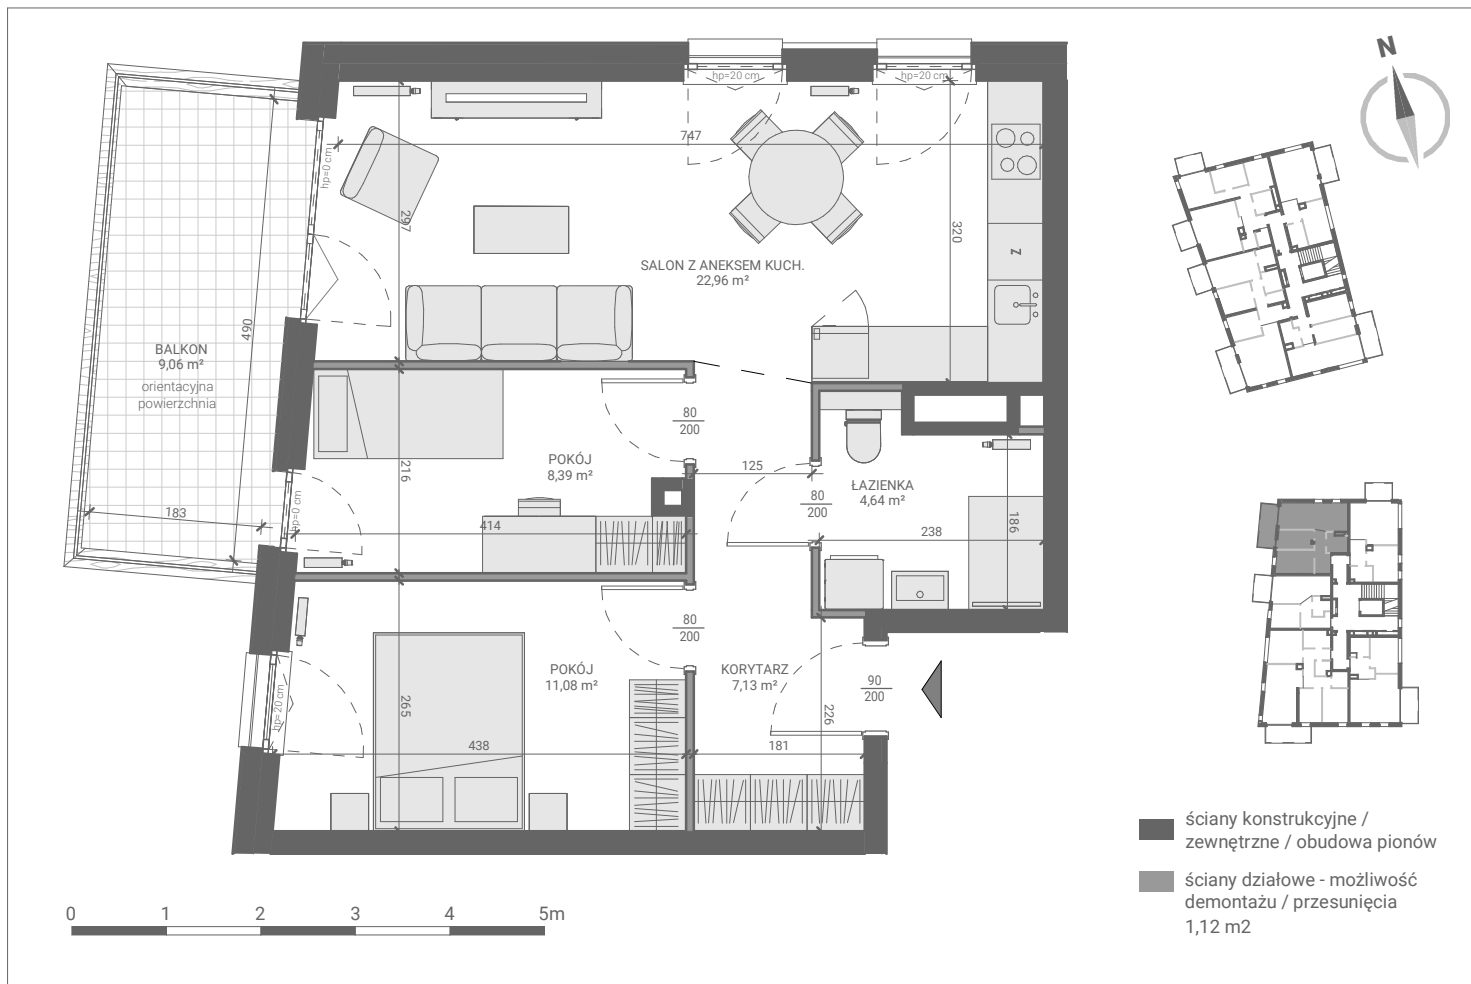 N
hp=20 cm
hp=20 cm
747
hp=0 cm
297
320
Z
SALON Z ANEKSEM KUCH.
22,96 m²
490
BALKON
9,06 m²
orientacyjna
powierzchnia
80
200
POKÓJ
8,39 m²
216
125
ŁAZIENKA
4,64 m²
80
200
186
hp=0 cm
183
414
238
80
200
POKÓJ
11,08 m²
KORYTARZ
7,13 m²
90
200
265
226
hp=20 cm
438
181
ściany konstrukcyjne /
zewnętrzne / obudowa pionów
ściany działowe - możliwość
demontażu / przesunięcia
1,12 m2
0 1 2 3 4 5m